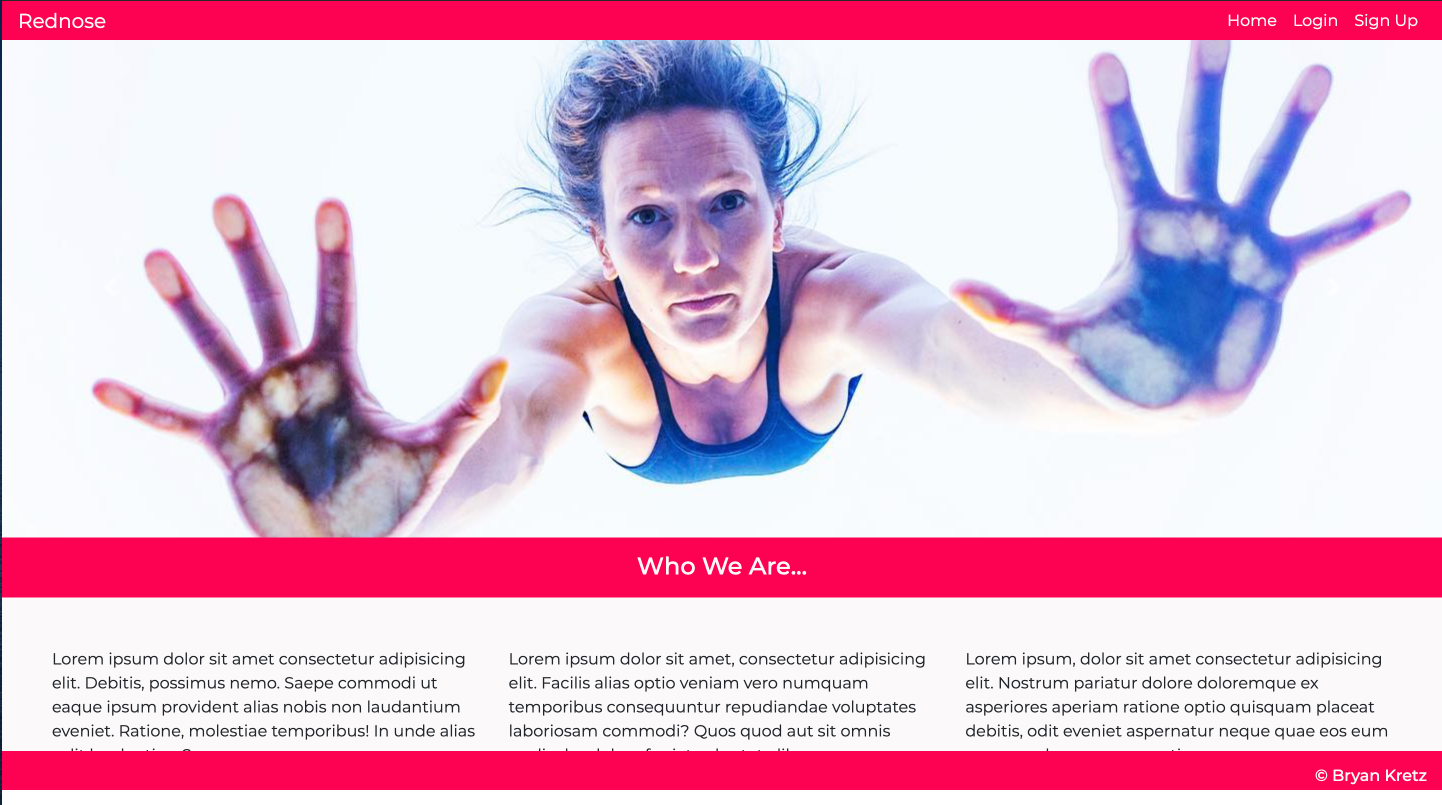 Rednose
Home Login Sign Up
Who We Are...
Lorem ipsum dolor sit amet consectetur adipisicing
elit. Debitis, possimus nemo. Saepe commodi ut
eaque ipsum provident alias nobis non laudantium
eveniet. Ratione, molestiae temporibus! In unde alias
Lorem ipsum dolor sit amet, consectetur adipisicing
elit. Facilis alias optio veniam vero numquam
temporibus consequuntur repudiandae voluptates
laboriosam commodi? Quos quod aut sit omnis
Lorem ipsum, dolor sit amet consectetur adipisicing
elit. Nostrum pariatur dolore doloremque ex
asperiores aperiam ratione optio quisquam placeat
debitis, odit eveniet aspernatur neque quae eos eum
© Bryan Kretz